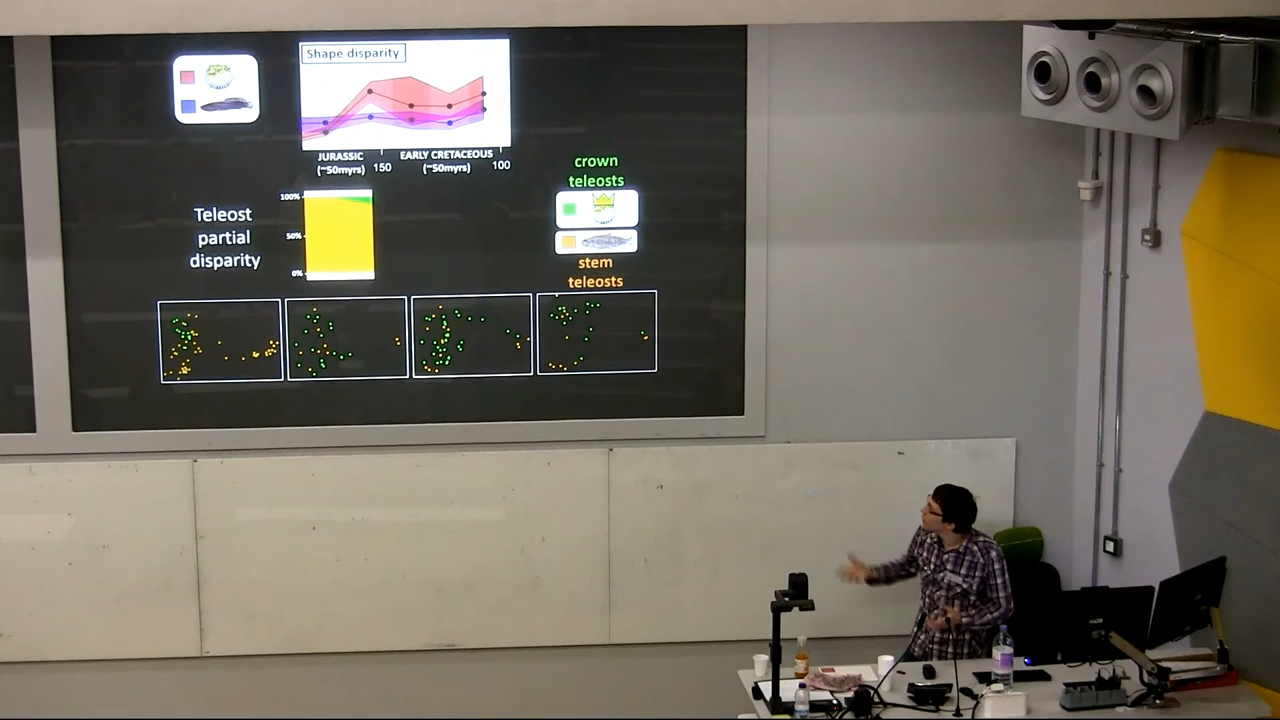 Shape disparity
JURASSIC
(~50myrs)
150
EARLY CRETACEOUS
(~50myrs)
100
crown
teleosts
100%
50%
0%
Teleost
partial
disparity
stem
teleosts